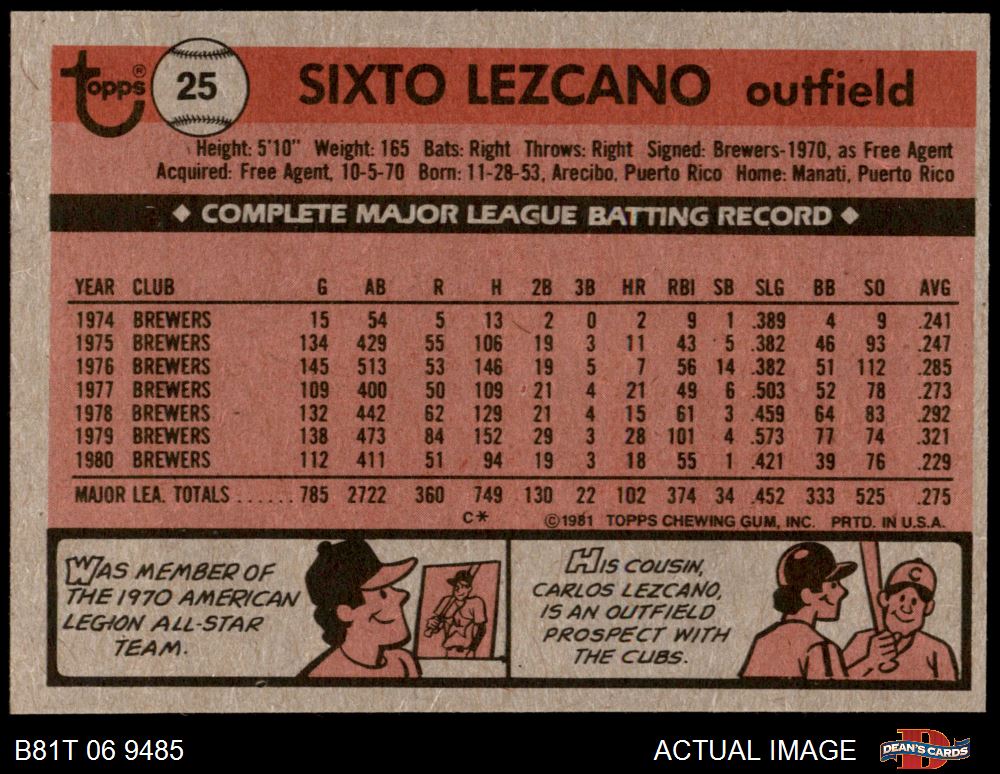 Topps® 25 SIXTO LEZCANO outfield
Height: 5'10" Weight: 165 Bats: Right Throws: Right Signed: Brewers-1970, as Free Agent
Acquired: Free Agent, 10-5-70 Born: 11-28-53, Arecibo, Puerto Rico Home: Manati, Puerto Rico
◆ COMPLETE MAJOR LEAGUE BATTING RECORD ◆
YEAR CLUB G AB R H 2B 3B HR RBI SB SLG BB SO AVG
1974 BREWERS 15 54 5 13 2 0 2 9 1 .389 4 9 .241
1975 BREWERS 134 429 55 106 19 3 11 43 5 .382 46 93 .247
1976 BREWERS 145 513 53 146 19 5 7 56 14 .382 51 112 .285
1977 BREWERS 109 400 50 109 21 4 21 49 6 .503 52 78 .273
1978 BREWERS 132 442 62 129 21 4 15 61 3 .459 64 83 .292
1979 BREWERS 138 473 84 152 29 3 28 101 4 .573 77 74 .321
1980 BREWERS 112 411 51 94 19 3 18 55 1 .421 39 76 .229
MAJOR LEA. TOTALS ...... 785 2722 360 749 130 22 102 374 34 .452 333 525 .275
C* ©1981 TOPPS CHEWING GUM, INC. PRTD. IN U.S.A.
WAS MEMBER OF
THE 1970 AMERICAN
LEGION ALL-STAR
TEAM.
HIS COUSIN,
CARLOS LEZCANO,
IS AN OUTFIELD
PROSPECT WITH
THE CUBS.
C
B81T 06 9485 ACTUAL IMAGE D DEAN'S CARDS